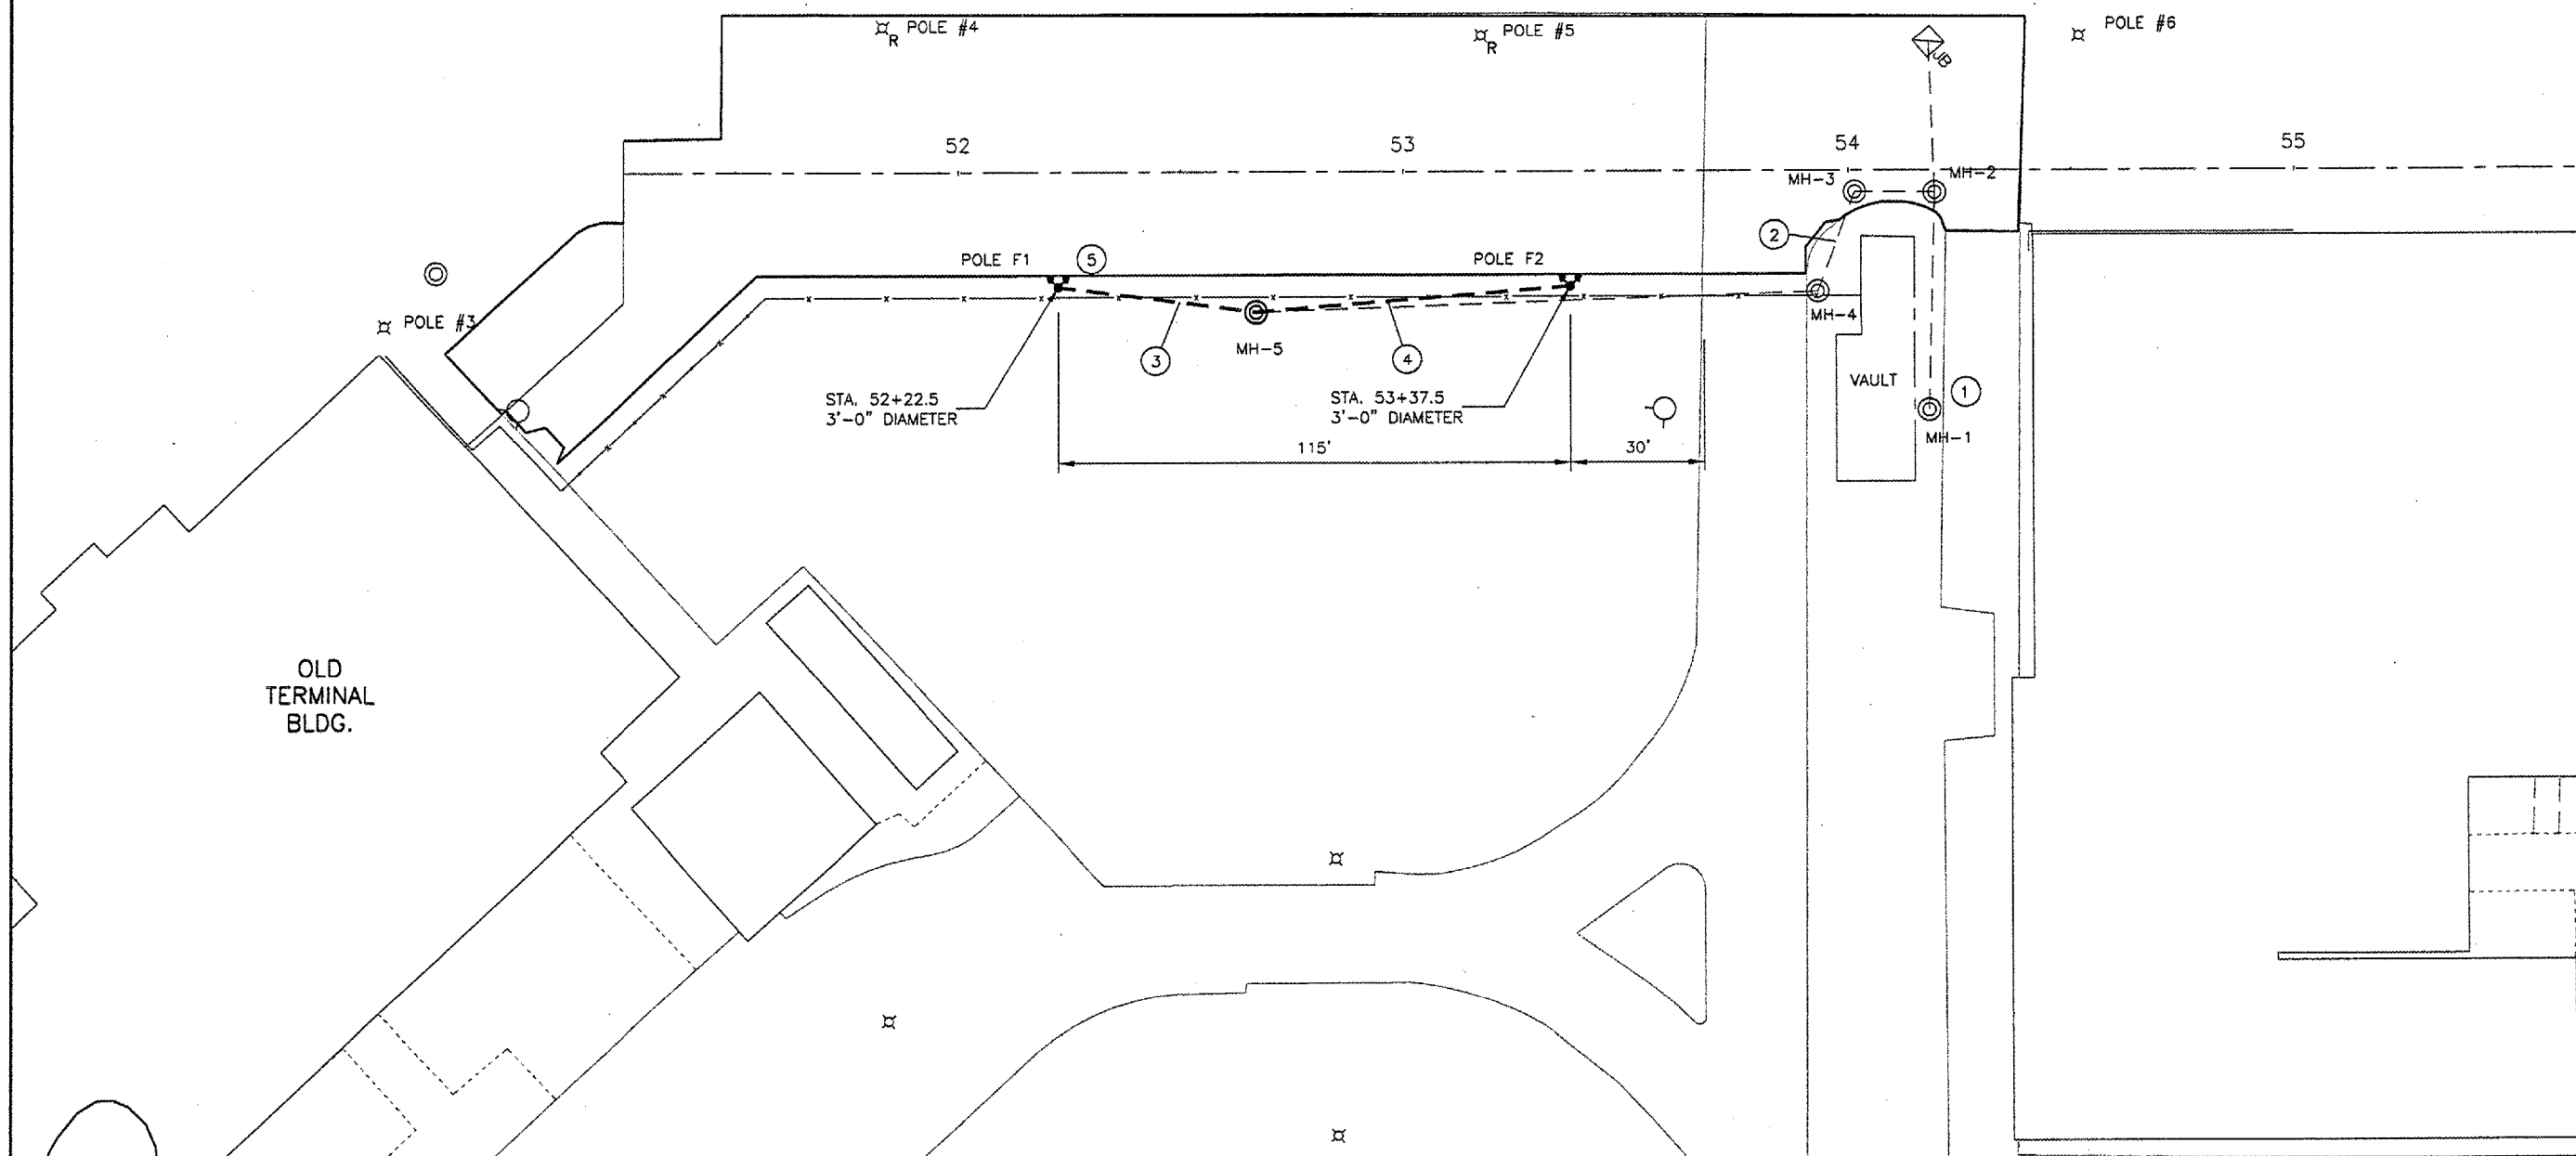 POLE #4
R
POLE #5
R
POLE #6
JB
52
53
54
55
MH-3
MH-2
2
POLE F1
5
POLE F2
POLE #3
MH-4
MH-5
3
4
VAULT
1
STA. 52+22.5
3'-0" DIAMETER
STA. 53+37.5
3'-0" DIAMETER
MH-1
115'
30'
OLD
TERMINAL
BLDG.